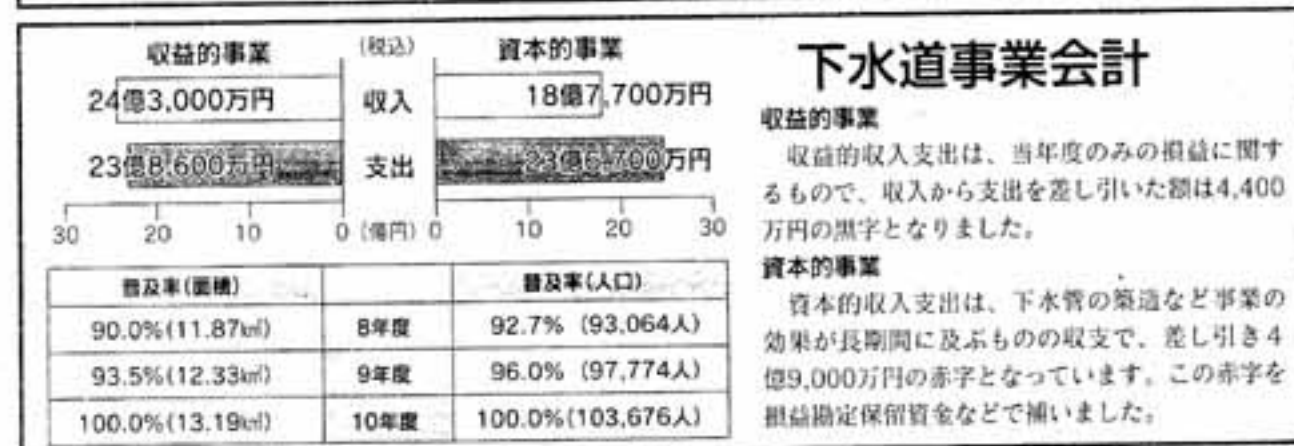 収益的事業 (税込) 資本的事業
24億3,000万円 収入 18億7,700万円
23億8,600万円 支出 23億6,700万円
30 20 10 0 (億円) 0 10 20 30
普及率(面積) 普及率(人口)
90.0%(11.87㎢) 8年度 92.7% (93,064人)
93.5%(12.33㎢) 9年度 96.0% (97,774人)
100.0%(13.19㎢) 10年度 100.0%(103,676人)
下水道事業会計
収益的事業
収益的収入支出は、当年度のみの損益に関す
るもので、収入から支出を差し引いた額は4,400
万円の黒字となりました。
資本的事業
資本的収入支出は、下水管の築造など事業の
効果が長期間に及ぶものの収支で、差し引き4
億9,000万円の赤字となっています。この赤字を
損益勘定保留資金などで補いました。